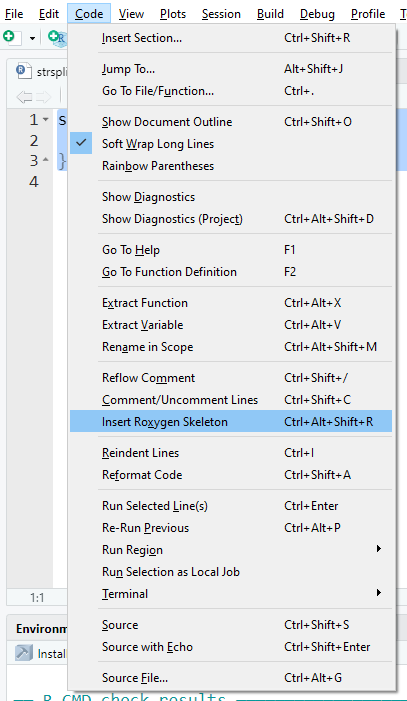 File Edit Code View Plots Session Build Debug Profile T
Insert Section... Ctrl+Shift+R
strspli
Jump To... Alt+Shift+J
Go To File/Function... Ctrl+.
1 s
Show Document Outline Ctrl+Shift+O
2
Soft Wrap Long Lines
3 }
Rainbow Parentheses
4
Show Diagnostics
Show Diagnostics (Project) Ctrl+Alt+Shift+D
Go To Help F1
Go To Function Definition F2
Extract Function Ctrl+Alt+X
Extract Variable Ctrl+Alt+V
Rename in Scope Ctrl+Alt+Shift+M
Reflow Comment Ctrl+Shift+/
Comment/Uncomment Lines Ctrl+Shift+C
Insert Roxygen Skeleton Ctrl+Alt+Shift+R
Reindent Lines Ctrl+I
Reformat Code Ctrl+Shift+A
Run Selected Line(s) Ctrl+Enter
Re-Run Previous Ctrl+Alt+P
Run Region
Run Selection as Local Job
1:1
Terminal
Source Ctrl+Shift+S
Environm
Source with Echo Ctrl+Shift+Enter
Install
Source File... Ctrl+Alt+G
── R CMD check results ──